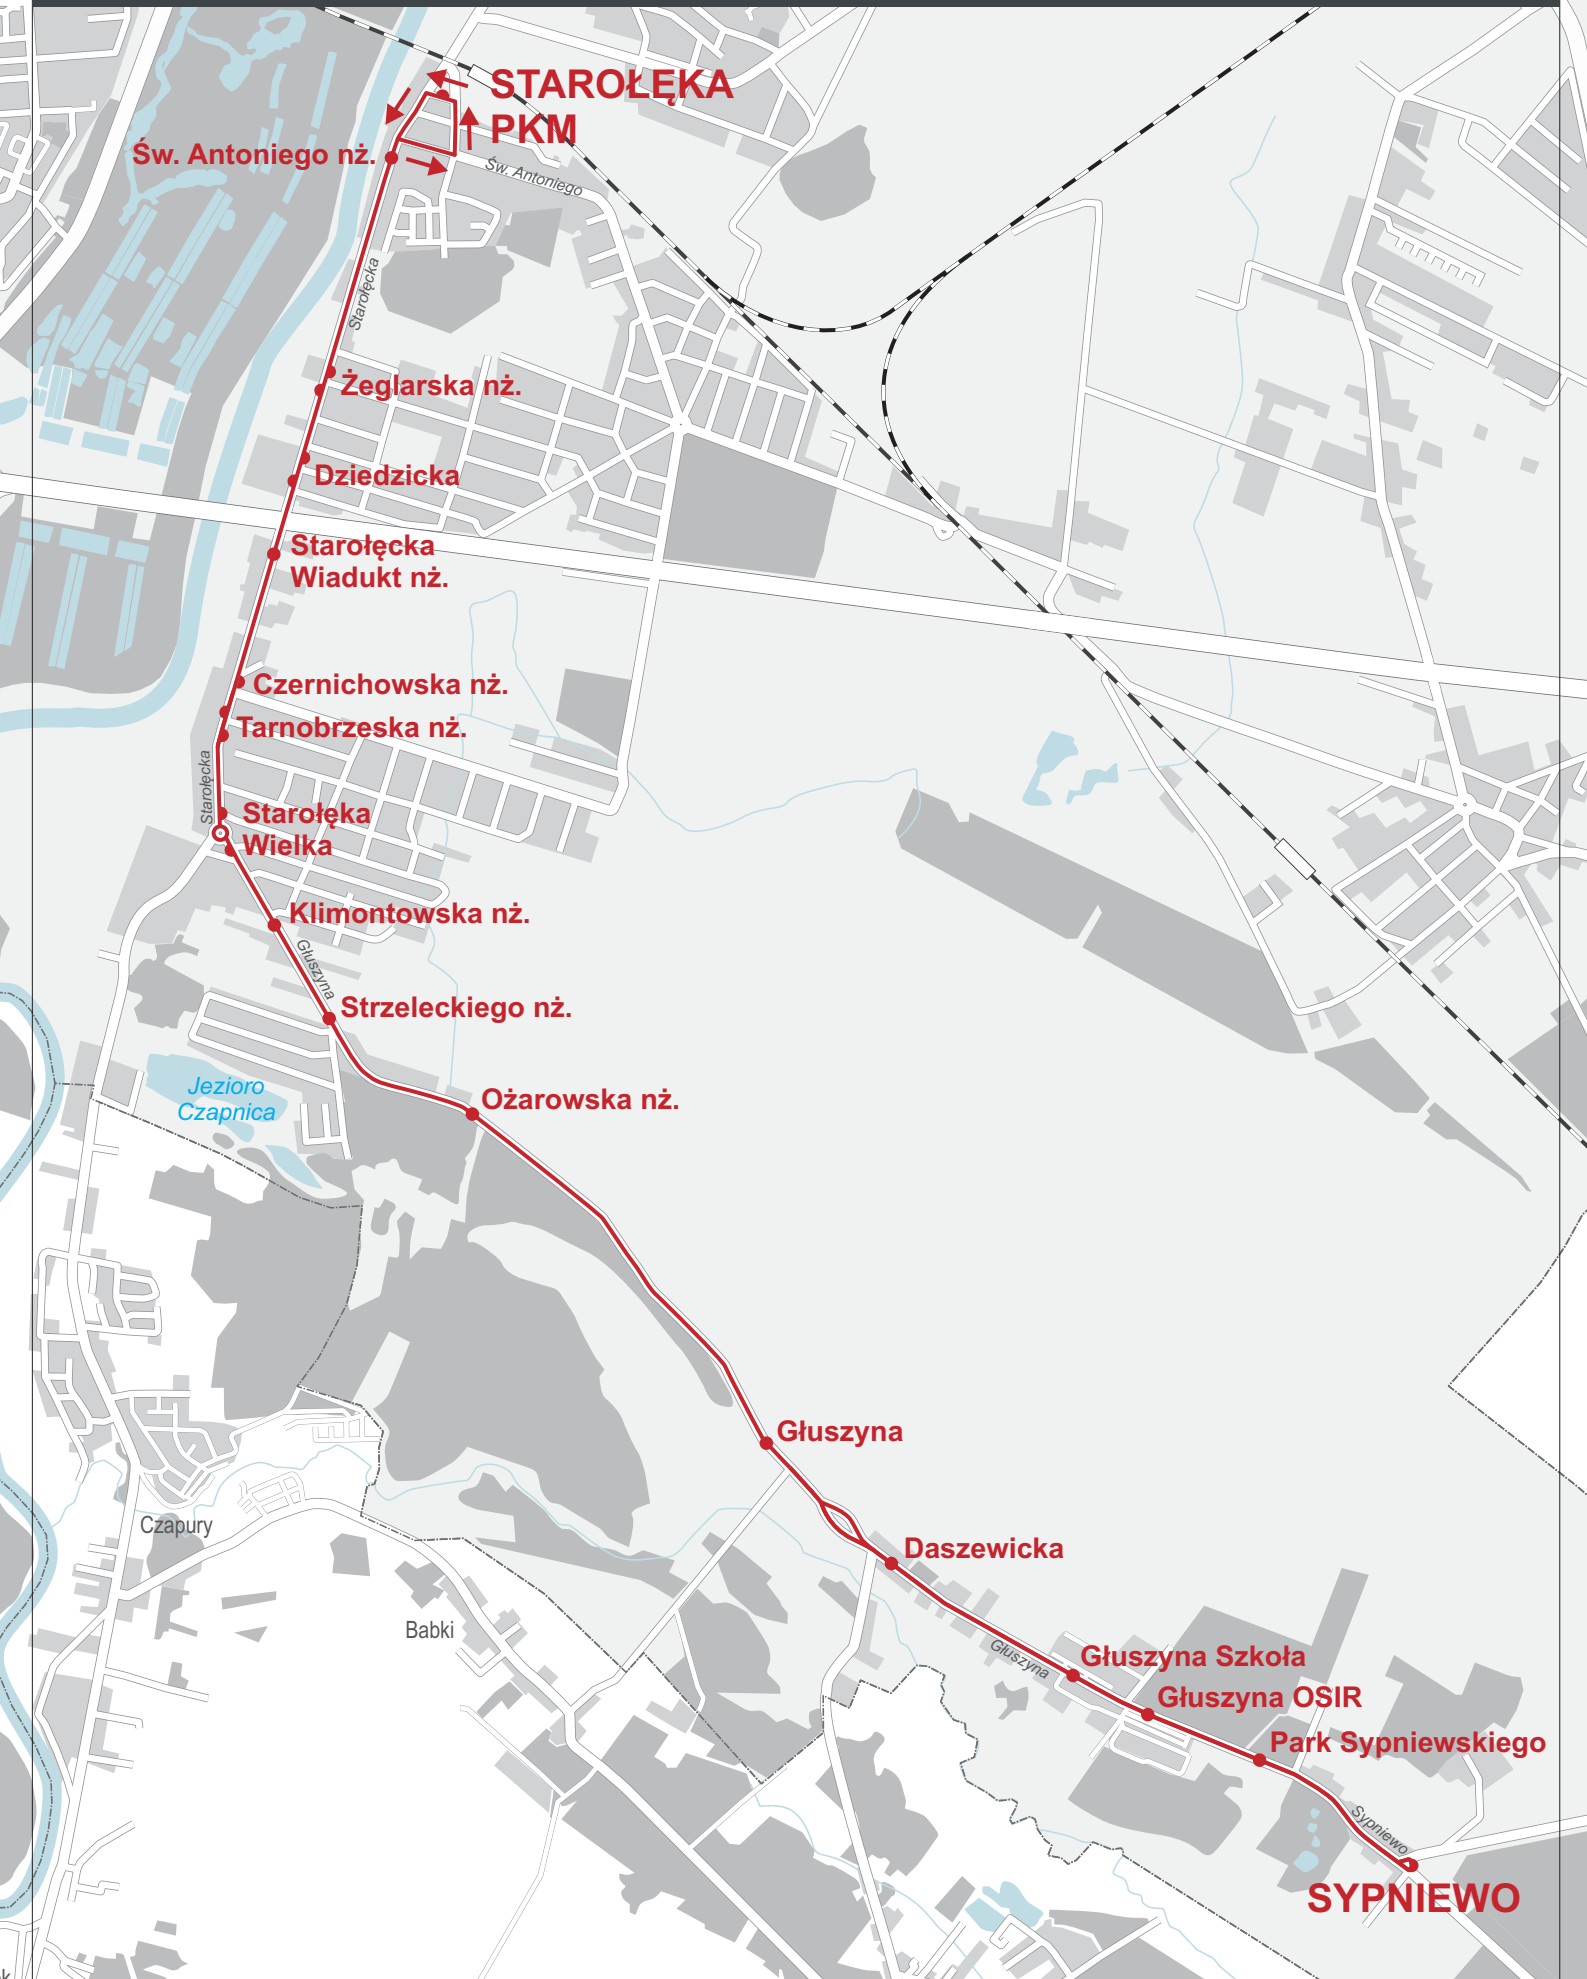 STAROŁĘKA
PKM
Św. Antoniego nż.
Św. Antoniego
Starołęcka
Żeglarska nż.
Dziedzicka
Starołęcka
Wiadukt nż.
Czernichowska nż.
Tarnobrzeska nż.
Starołęcka
Starołęka
Wielka
Klimontowska nż.
Głuszyna
Strzeleckiego nż.
Jezioro
Czapnica
Ożarowska nż.
Głuszyna
Czapury
Daszewicka
Babki
Głuszyna
Głuszyna Szkoła
Głuszyna OSIR
Park Sypniewskiego
Sypniewo
SYPNIEWO